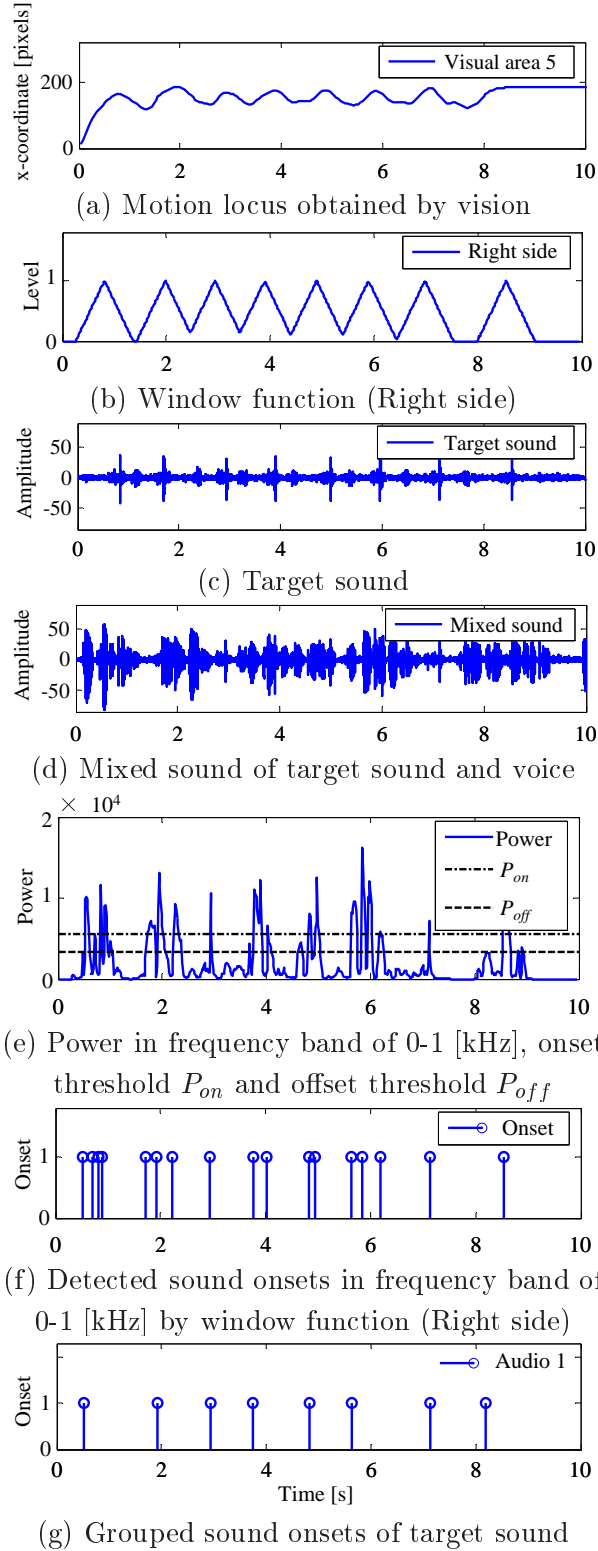 x-coordinate [pixels]
200
0
Visual area 5
0 2 4 6 8 10
(a) Motion locus obtained by vision
Level
1
0
Right side
0 2 4 6 8 10
(b) Window function (Right side)
Amplitude
50
0
-50
Target sound
0 2 4 6 8 10
(c) Target sound
Amplitude
50
0
-50
Mixed sound
0 2 4 6 8 10
(d) Mixed sound of target sound and voice
× 10^4
Power
2
1
0
Power
P_on
P_off
0 2 4 6 8 10
(e) Power in frequency band of 0-1 [kHz], onset
threshold P_on and offset threshold P_off
Onset
1
0
Onset
0 2 4 6 8 10
(f) Detected sound onsets in frequency band of
0-1 [kHz] by window function (Right side)
Onset
1
0
Audio 1
0 2 4 6 8 10
Time [s]
(g) Grouped sound onsets of target sound